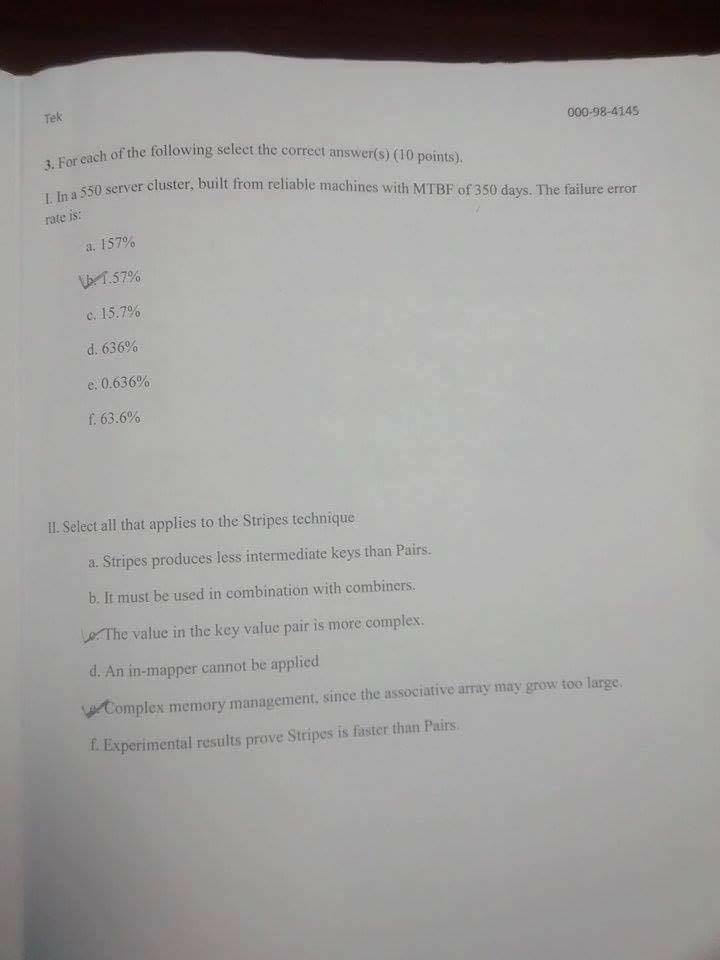 Tek
000-98-4145
3. For each of the following select the correct answer(s) (10 points).
I. In a 550 server cluster, built from reliable machines with MTBF of 350 days. The failure error
rate is:
a. 157%
b. 1.57%
c. 15.7%
d. 636%
e. 0.636%
f. 63.6%
II. Select all that applies to the Stripes technique
a. Stripes produces less intermediate keys than Pairs.
b. It must be used in combination with combiners.
c. The value in the key value pair is more complex.
d. An in-mapper cannot be applied
e. Complex memory management, since the associative array may grow too large.
f. Experimental results prove Stripes is faster than Pairs.